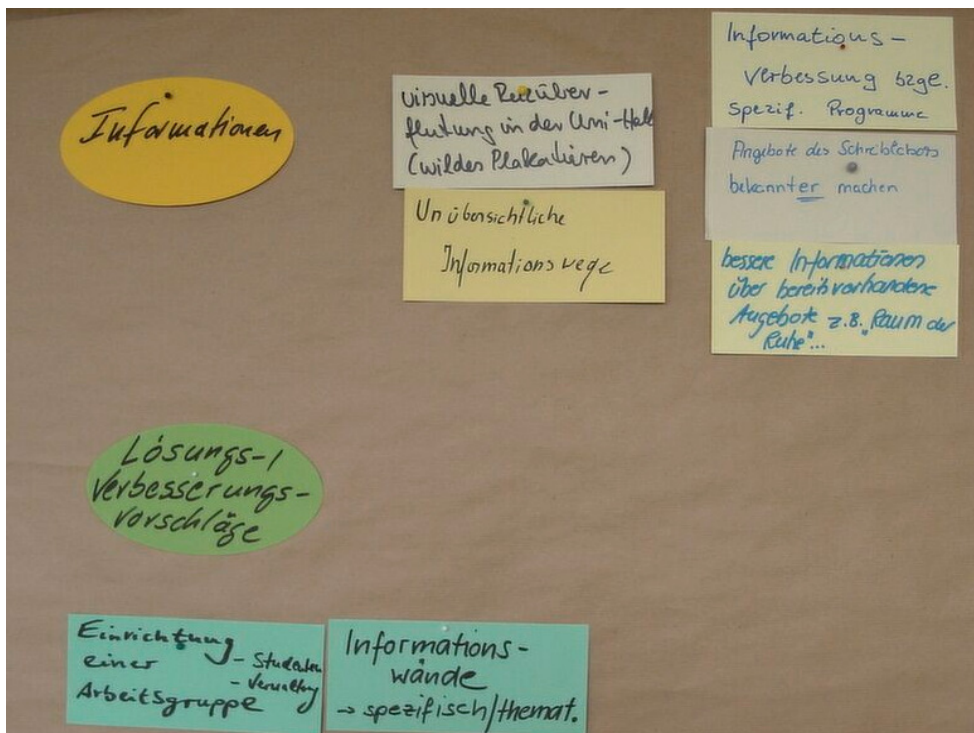 Informationen
visuelle Reizüber-
flutung in der Uni-Halle
(wildes Plakatieren)
Unübersichtliche
Informationswege
Informations-
verbessung bzge.
spezif. Programme
Angebote des Schreiblabors
bekannter machen
bessere Informationen
über bereits vorhandene
Angebote z.B. "Raum der
Ruhe"...
Lösungs-/
Verbesserungs-
vorschläge
Einrichtung
einer - Studenten
- Verwaltung
Arbeitsgruppe
Informations-
wände
→ spezifisch/themat.